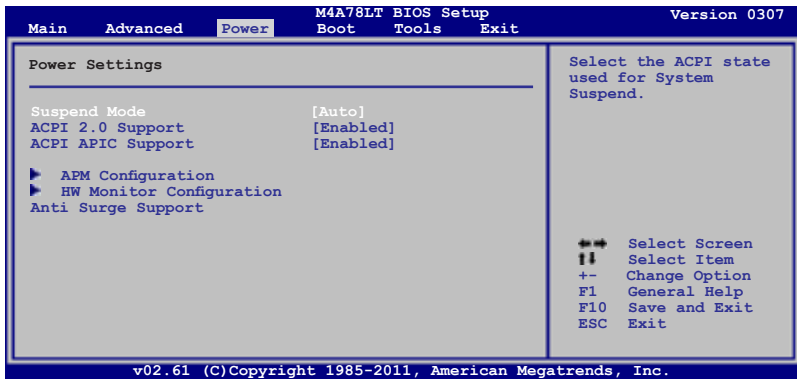 M4A78LT BIOS Setup Version 0307
Main Advanced Power Boot Tools Exit
Power Settings
Suspend Mode [Auto]
ACPI 2.0 Support [Enabled]
ACPI APIC Support [Enabled]
APM Configuration
HW Monitor Configuration
Anti Surge Support
Select the ACPI state
used for System
Suspend.
←→ Select Screen
↑↓ Select Item
+- Change Option
F1 General Help
F10 Save and Exit
ESC Exit
v02.61 (C)Copyright 1985-2011, American Megatrends, Inc.